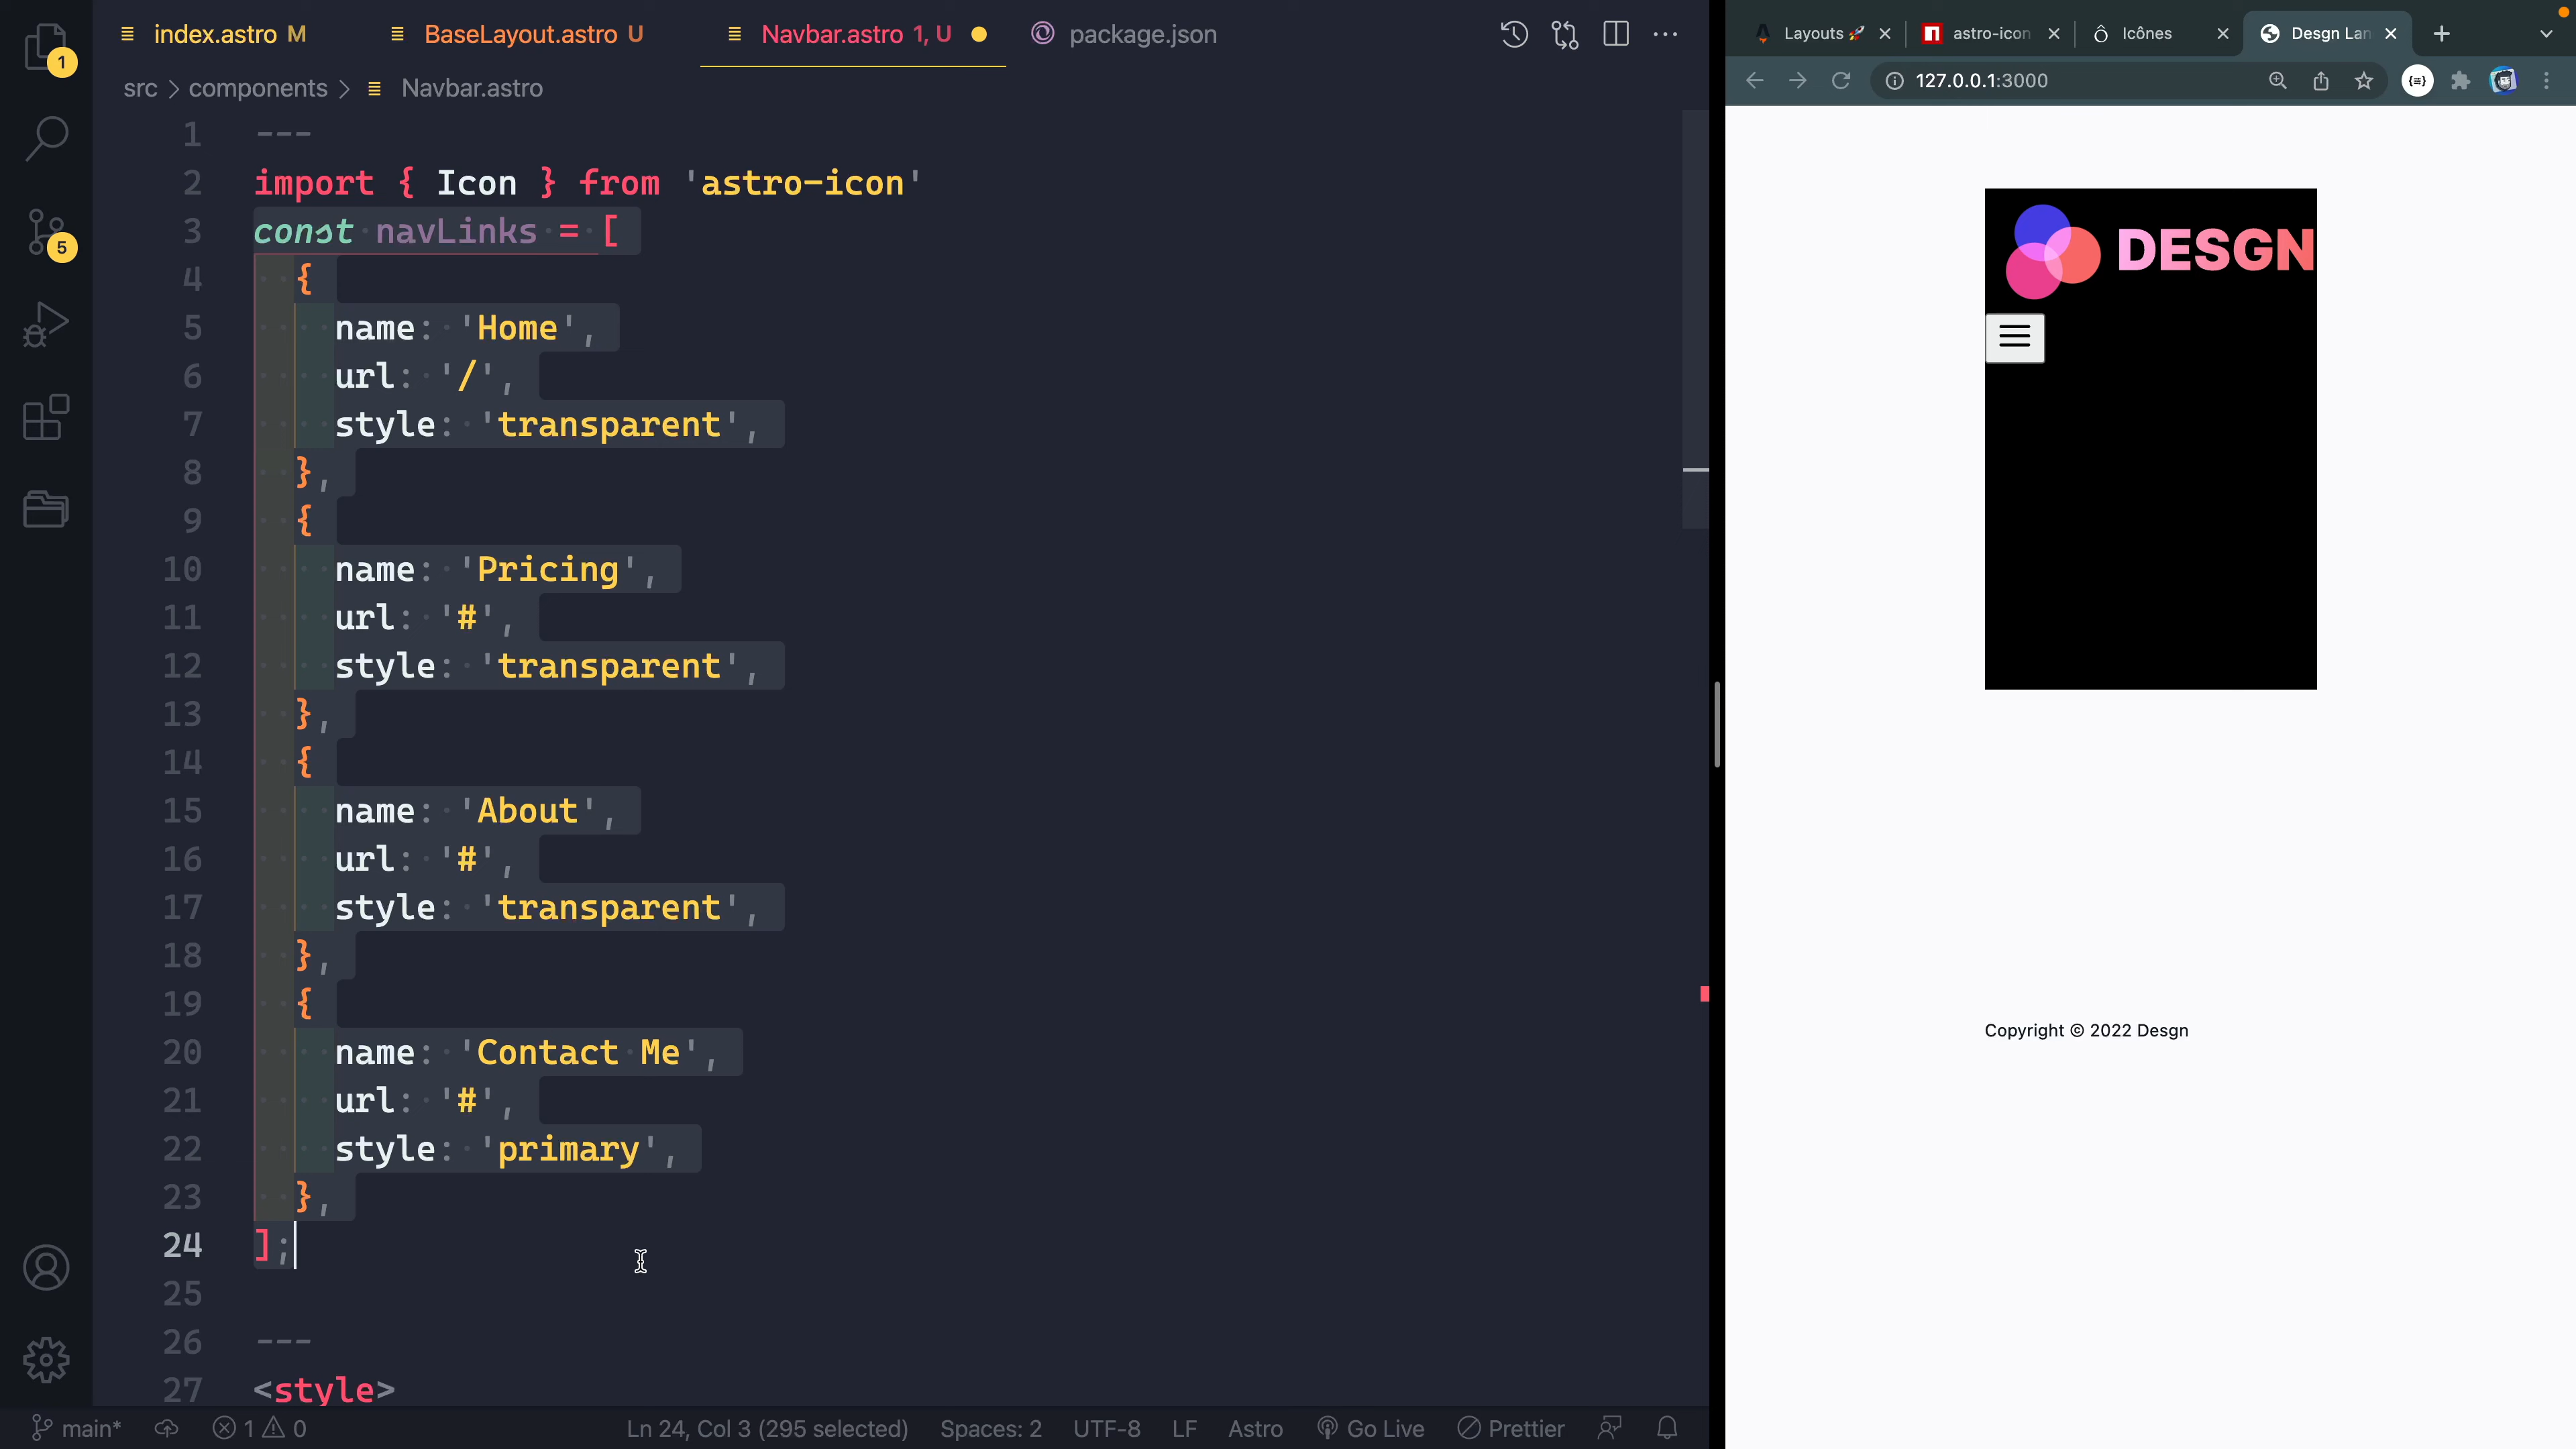 index.astro M
BaseLayout.astro U
Navbar.astro 1, U
package.json
src > components > Navbar.astro
1 ---
2 import { Icon } from 'astro-icon'
3 const navLinks = [
4 {
5 name: 'Home',
6 url: '/',
7 style: 'transparent',
8 },
9 {
10 name: 'Pricing',
11 url: '#',
12 style: 'transparent',
13 },
14 {
15 name: 'About',
16 url: '#',
17 style: 'transparent',
18 },
19 {
20 name: 'Contact Me',
21 url: '#',
22 style: 'primary',
23 },
24 ];
25
26 ---
27 <style>
1
5
main*
1 0
Ln 24, Col 3 (295 selected)
Spaces: 2
UTF-8
LF
Astro
Go Live
Prettier
Layouts
astro-icon
Icônes
Desgn Lan
127.0.0.1:3000
DESGN
Copyright © 2022 Desgn